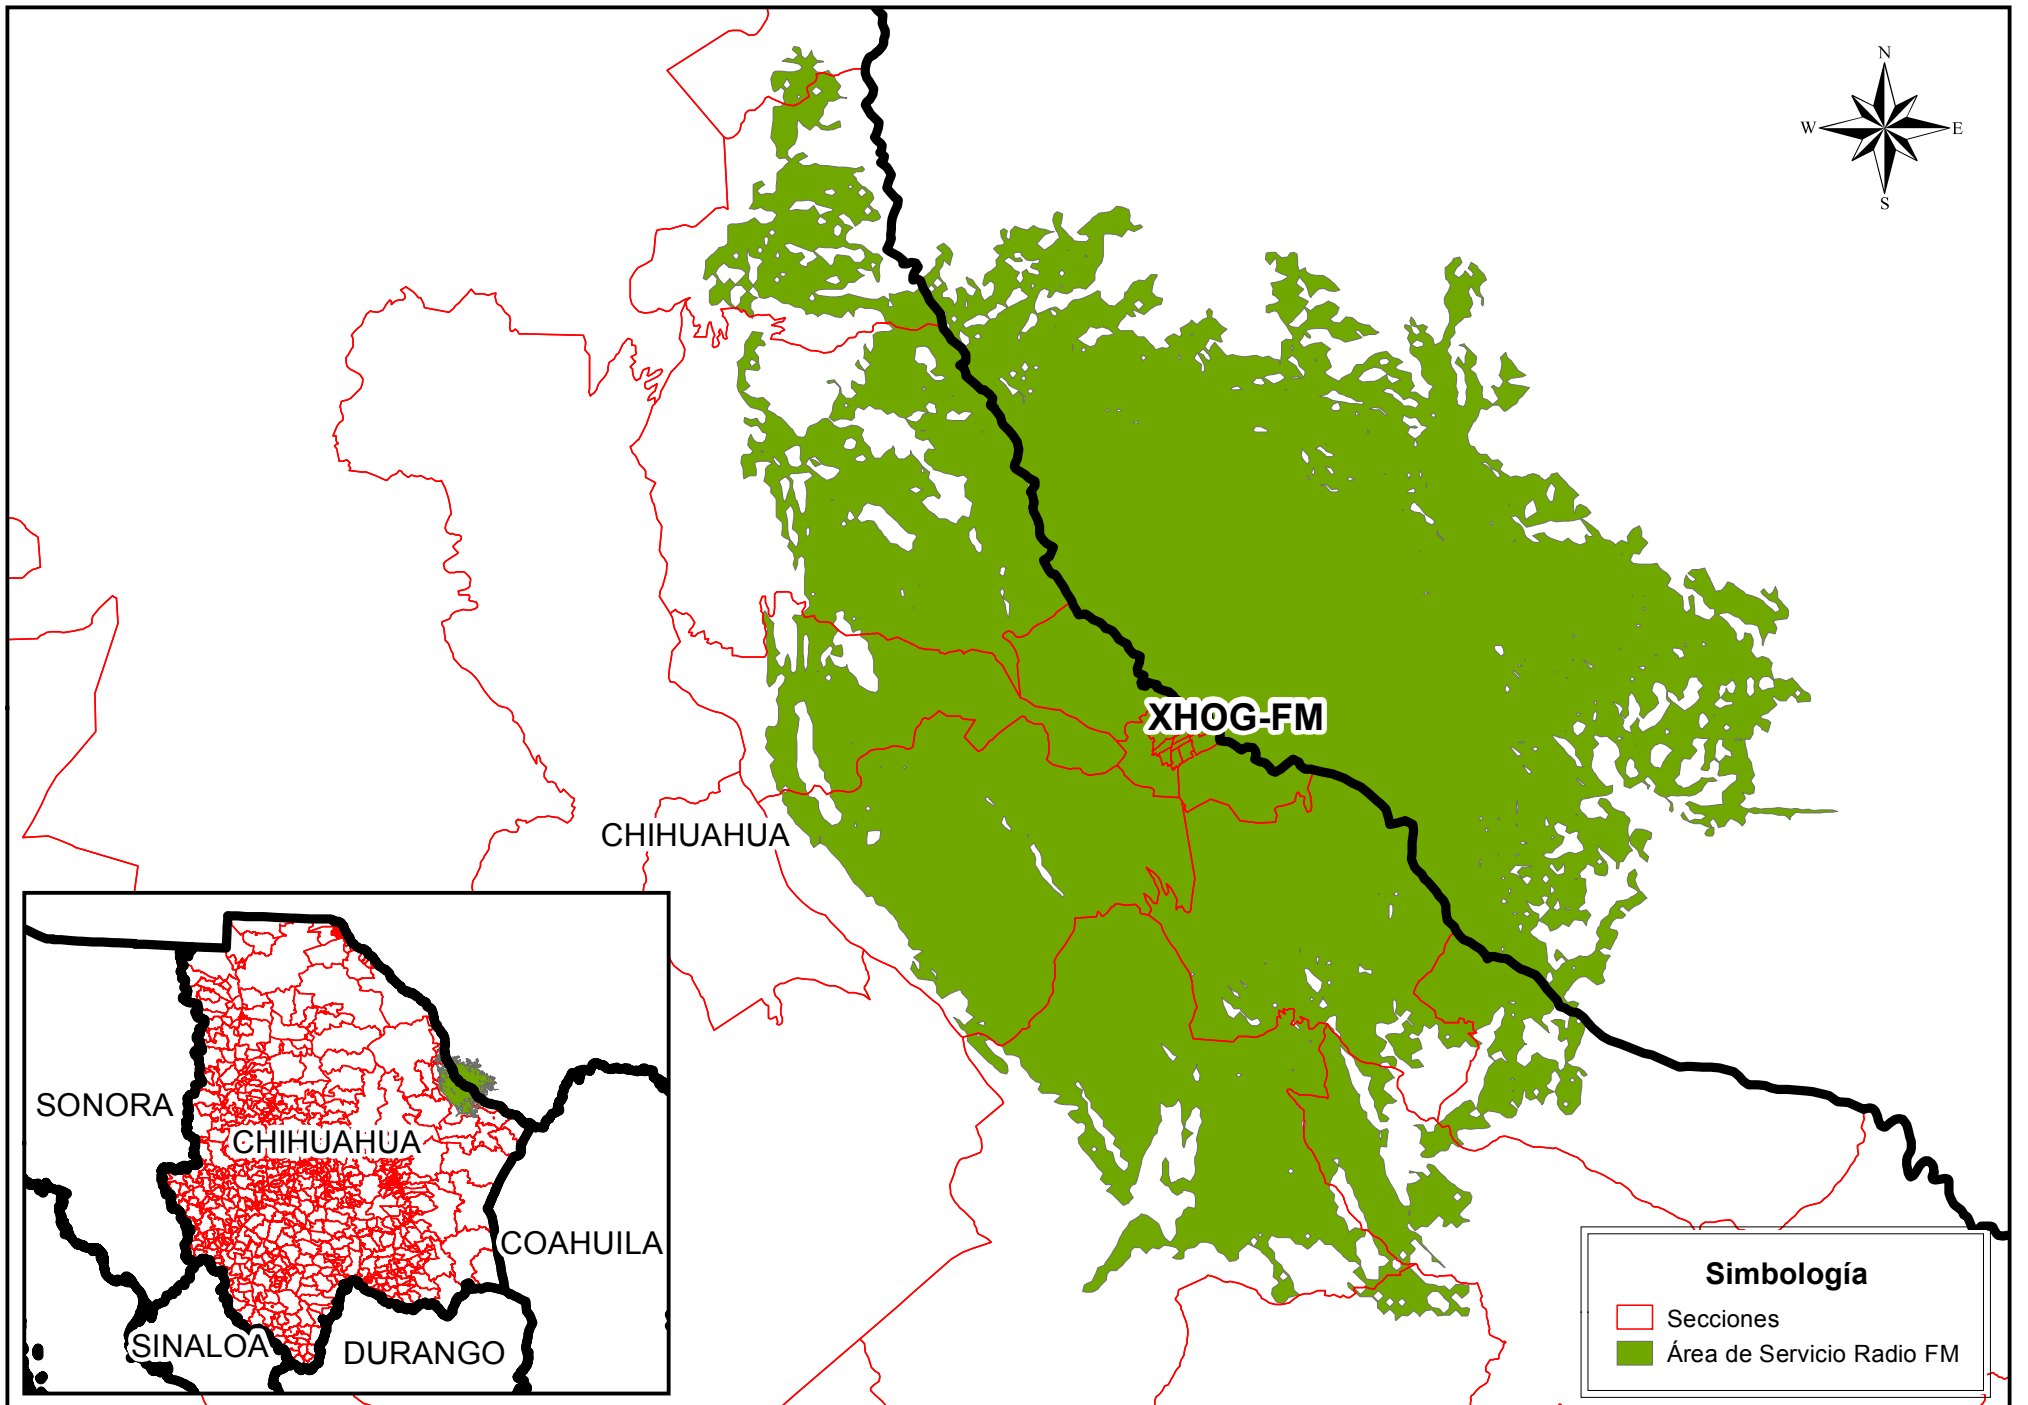 N
W
E
S
XHOG-FM
CHIHUAHUA
SONORA
CHIHUAHUA
COAHUILA
SINALOA
DURANGO
Simbología
Secciones
Área de Servicio Radio FM